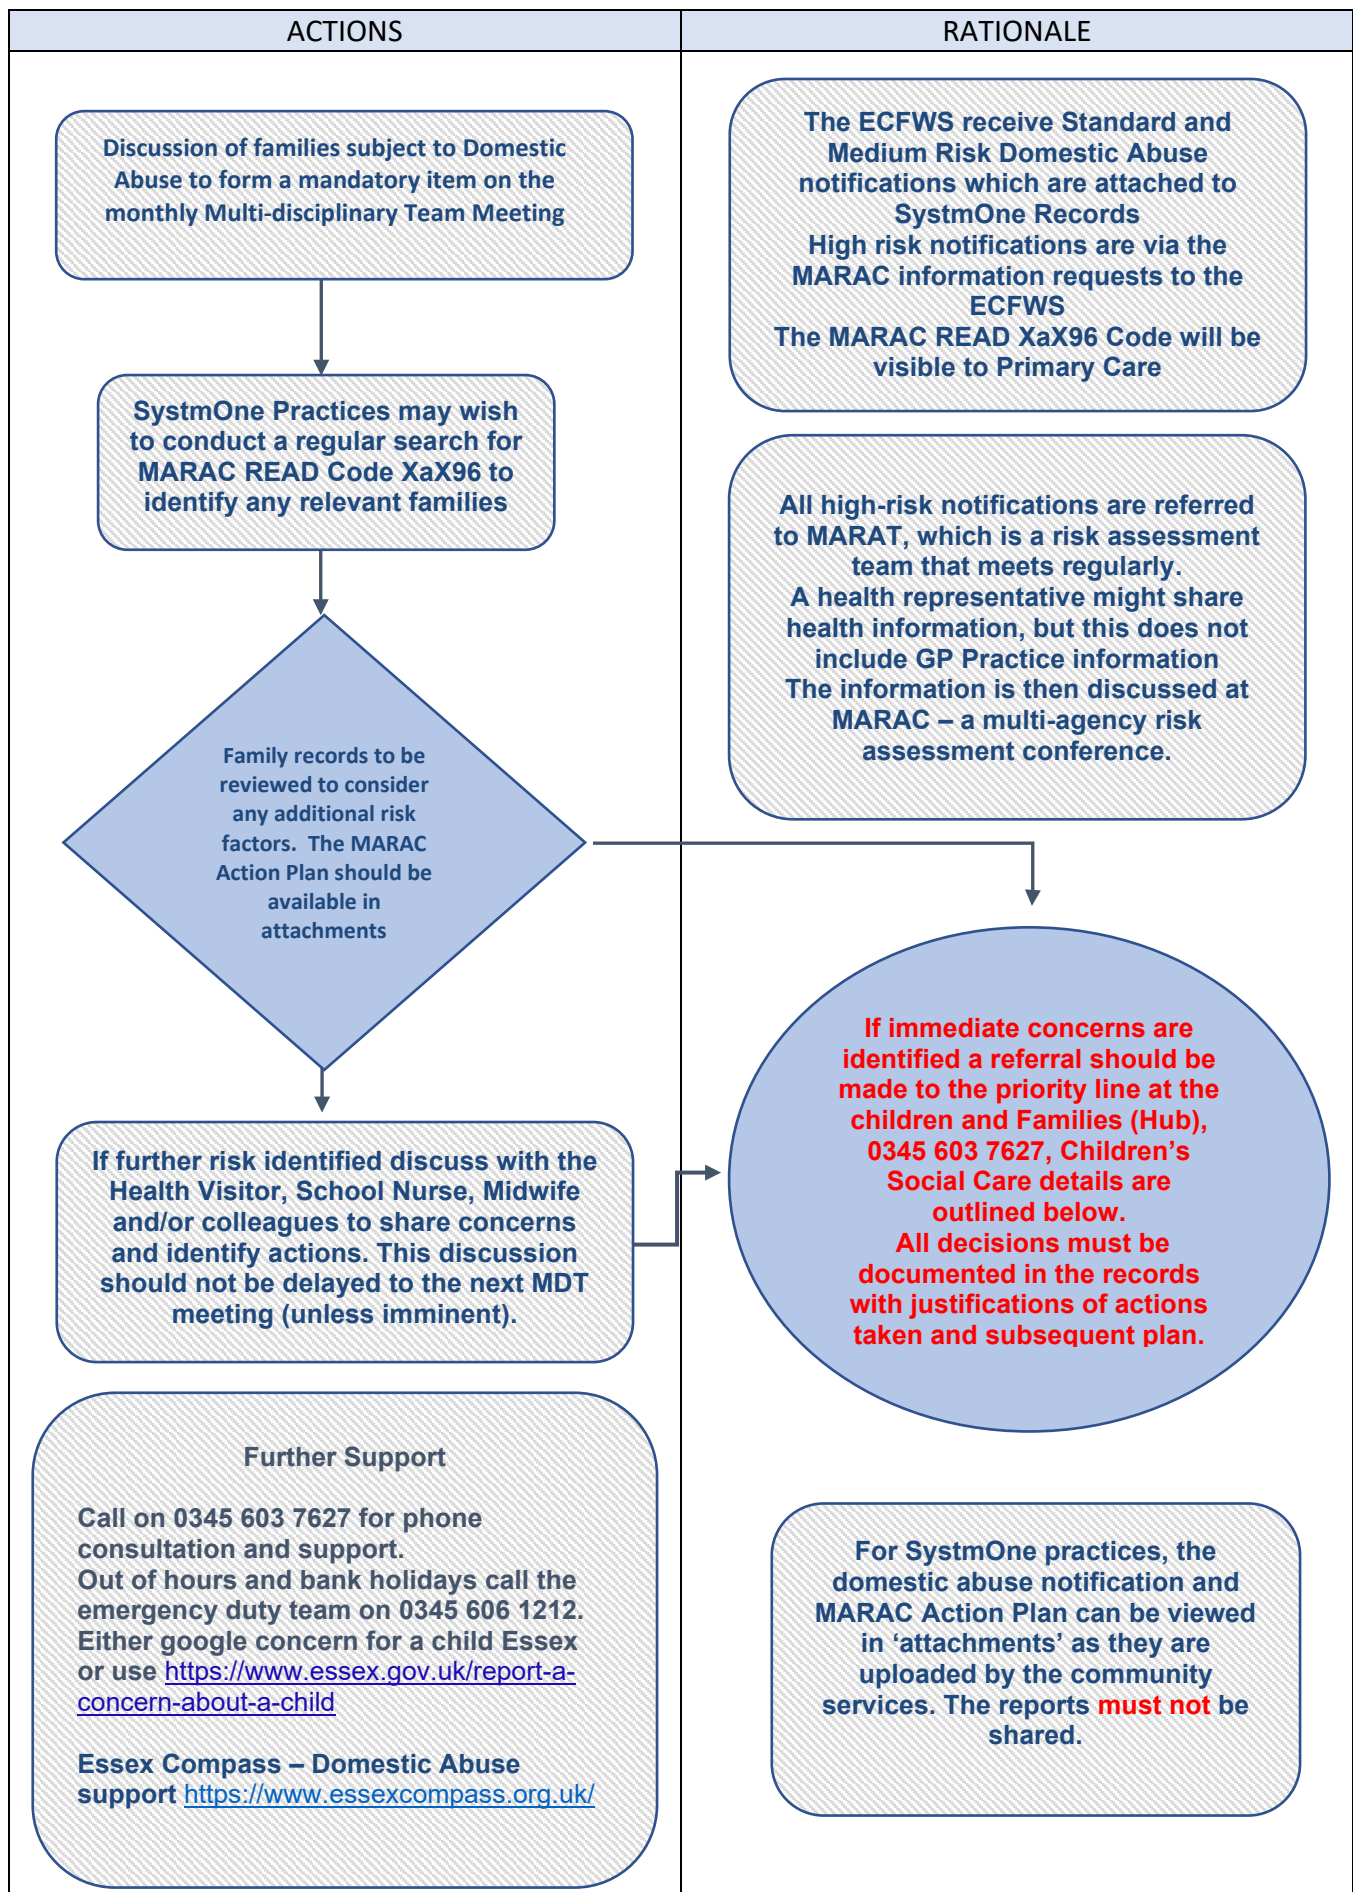 ACTIONS
RATIONALE
Discussion of families subject to Domestic
Abuse to form a mandatory item on the
monthly Multi-disciplinary Team Meeting
SystmOne Practices may wish
to conduct a regular search for
MARAC READ Code XaX96 to
identify any relevant families
Family records to be
reviewed to consider
any additional risk
factors. The MARAC
Action Plan should be
available in
attachments
If further risk identified discuss with the
Health Visitor, School Nurse, Midwife
and/or colleagues to share concerns
and identify actions. This discussion
should not be delayed to the next MDT
meeting (unless imminent).
Further Support
Call on 0345 603 7627 for phone
consultation and support.
Out of hours and bank holidays call the
emergency duty team on 0345 606 1212.
Either google concern for a child Essex
or use https://www.essex.gov.uk/report-a-
concern-about-a-child
Essex Compass – Domestic Abuse
support https://www.essexcompass.org.uk/
The ECFWS receive Standard and
Medium Risk Domestic Abuse
notifications which are attached to
SystmOne Records
High risk notifications are via the
MARAC information requests to the
ECFWS
The MARAC READ XaX96 Code will be
visible to Primary Care
All high-risk notifications are referred
to MARAT, which is a risk assessment
team that meets regularly.
A health representative might share
health information, but this does not
include GP Practice information
The information is then discussed at
MARAC – a multi-agency risk
assessment conference.
If immediate concerns are
identified a referral should be
made to the priority line at the
children and Families (Hub),
0345 603 7627, Children's
Social Care details are
outlined below.
All decisions must be
documented in the records
with justifications of actions
taken and subsequent plan.
For SystmOne practices, the
domestic abuse notification and
MARAC Action Plan can be viewed
in ‘attachments’ as they are
uploaded by the community
services. The reports must not be
shared.